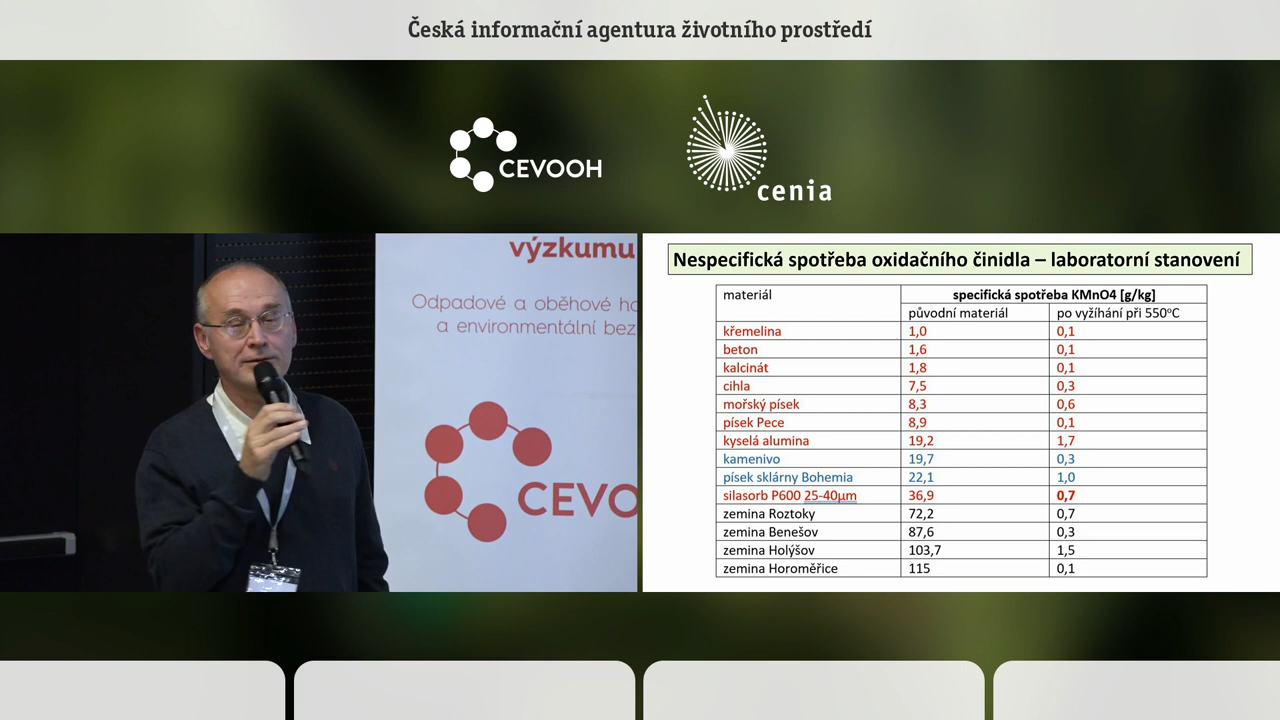 Česká informační agentura životního prostředí
CEVOOH
cenia
výzkumu
Odpadové a oběhové ho
a environmentální bez
CEVO
Nespecifická spotřeba oxidačního činidla – laboratorní stanovení
materiál specifická spotřeba KMnO4 [g/kg]
původní materiál po vyžíhání při 550°C
křemelina 1,0 0,1
beton 1,6 0,1
kalcinát 1,8 0,1
cihla 7,5 0,3
mořský písek 8,3 0,6
písek Pece 8,9 0,1
kyselá alumina 19,2 1,7
kamenivo 19,7 0,3
písek sklárny Bohemia 22,1 1,0
silasorb P600 25-40µm 36,9 0,7
zemina Roztoky 72,2 0,7
zemina Benešov 87,6 0,3
zemina Holýšov 103,7 1,5
zemina Horoměřice 115 0,1